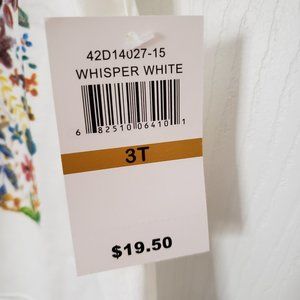 42D14027-15
WHISPER WHITE
6 82510 06410 1
3T
$19.50